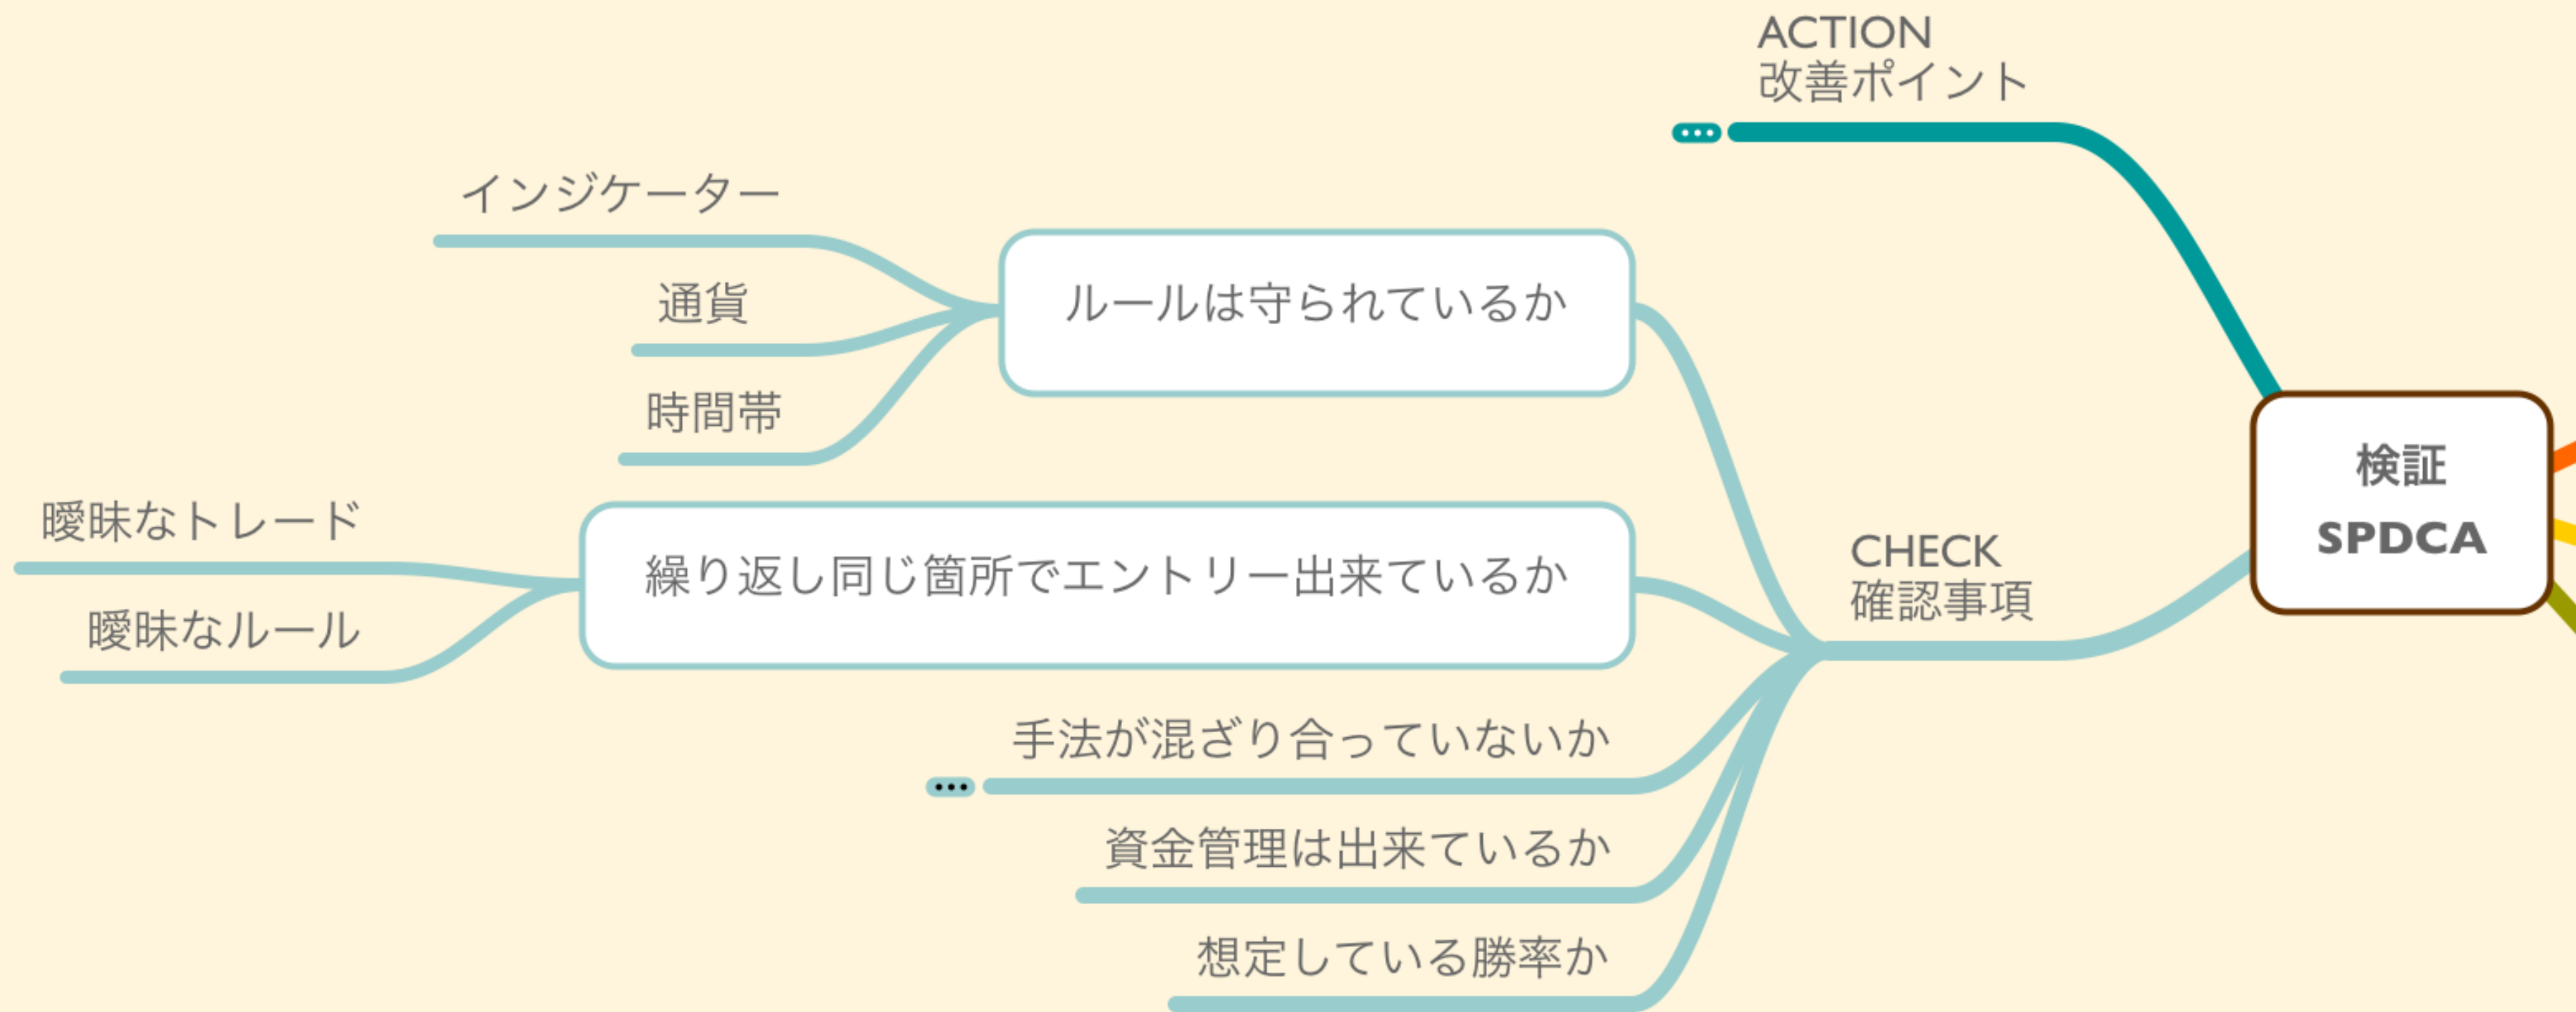 ACTION
改善ポイント
インジケーター
通貨
時間帯
ルールは守られているか
曖昧なトレード
曖昧なルール
繰り返し同じ箇所でエントリー出来ているか
手法が混ざり合っていないか
資金管理は出来ているか
想定している勝率か
CHECK
確認事項
検証
SPDCA